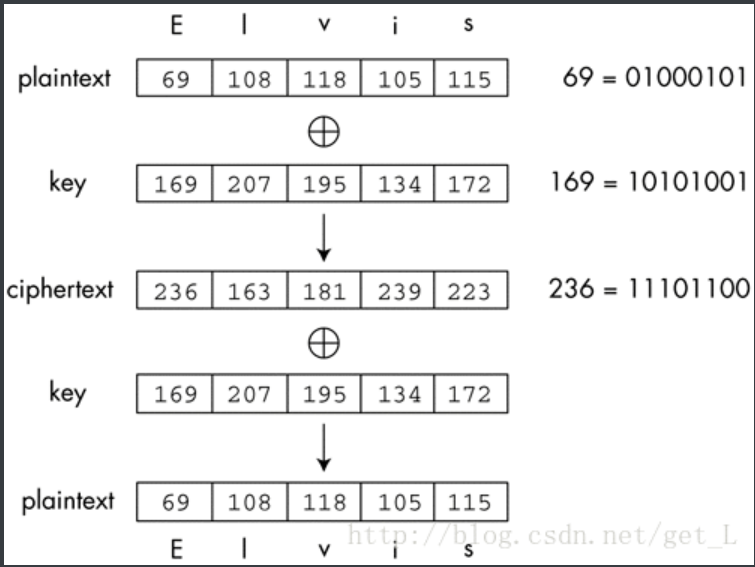 E l v i s
plaintext 69 108 118 105 115 69 = 01000101
⊕
key 169 207 195 134 172 169 = 10101001
ciphertext 236 163 181 239 223 236 = 11101100
⊕
key 169 207 195 134 172
plaintext 69 108 118 105 115
http://blog.csdn.net/get_L
E l v i s